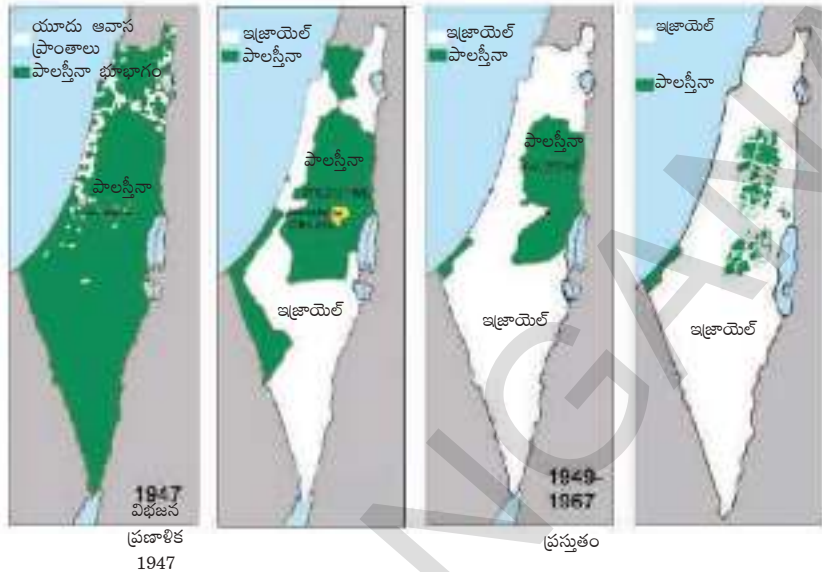 యూదు ఆవాస
ప్రాంతాలు
పాలస్తీనా భూభాగం
పాలస్తీనా
1947
విభజన
ప్రణాళిక
1947
ఇజ్రాయెల్
పాలస్తీనా
పాలస్తీనా
ఇజ్రాయెల్
ఇజ్రాయెల్
పాలస్తీనా
పాలస్తీనా
ఇజ్రాయెల్
1949-
1967
ప్రస్తుతం
ఇజ్రాయెల్
పాలస్తీనా
ఇజ్రాయెల్